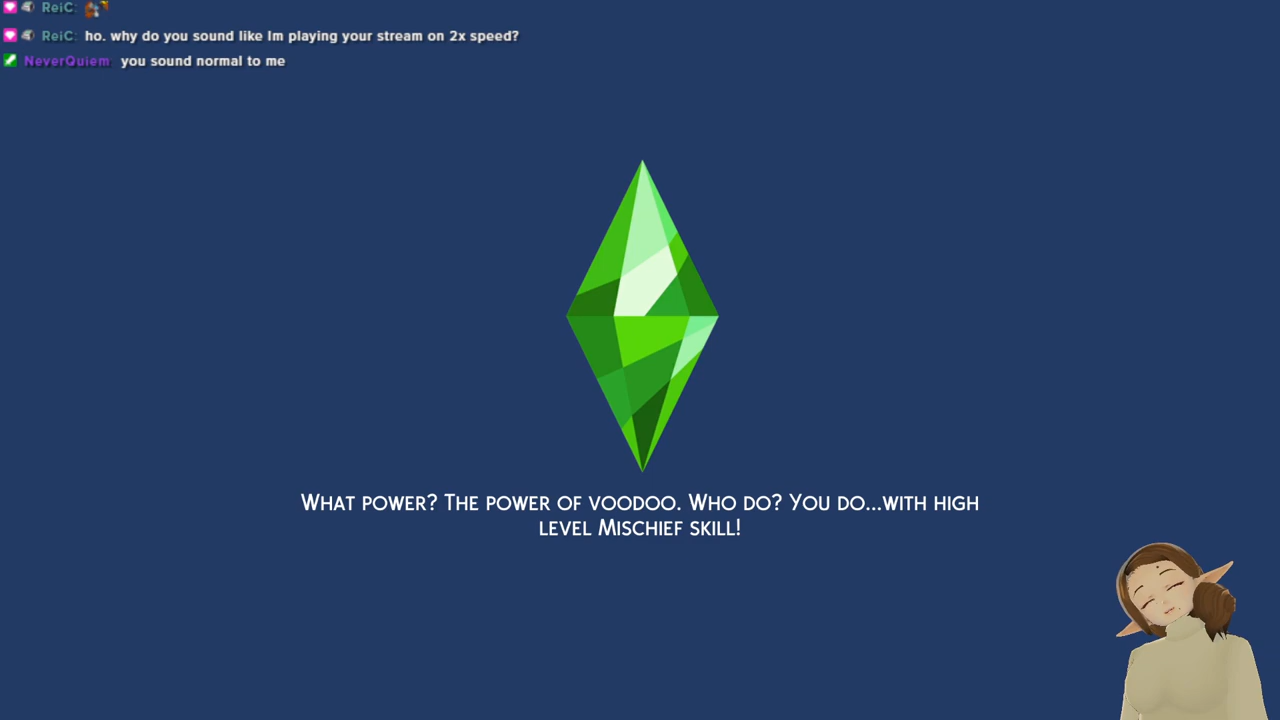 ReiC:
ReiC: ho. why do you sound like Im playing your stream on 2x speed?
NeverQuiem: you sound normal to me
What power? The power of voodoo. Who do? You do...with high
level Mischief skill!